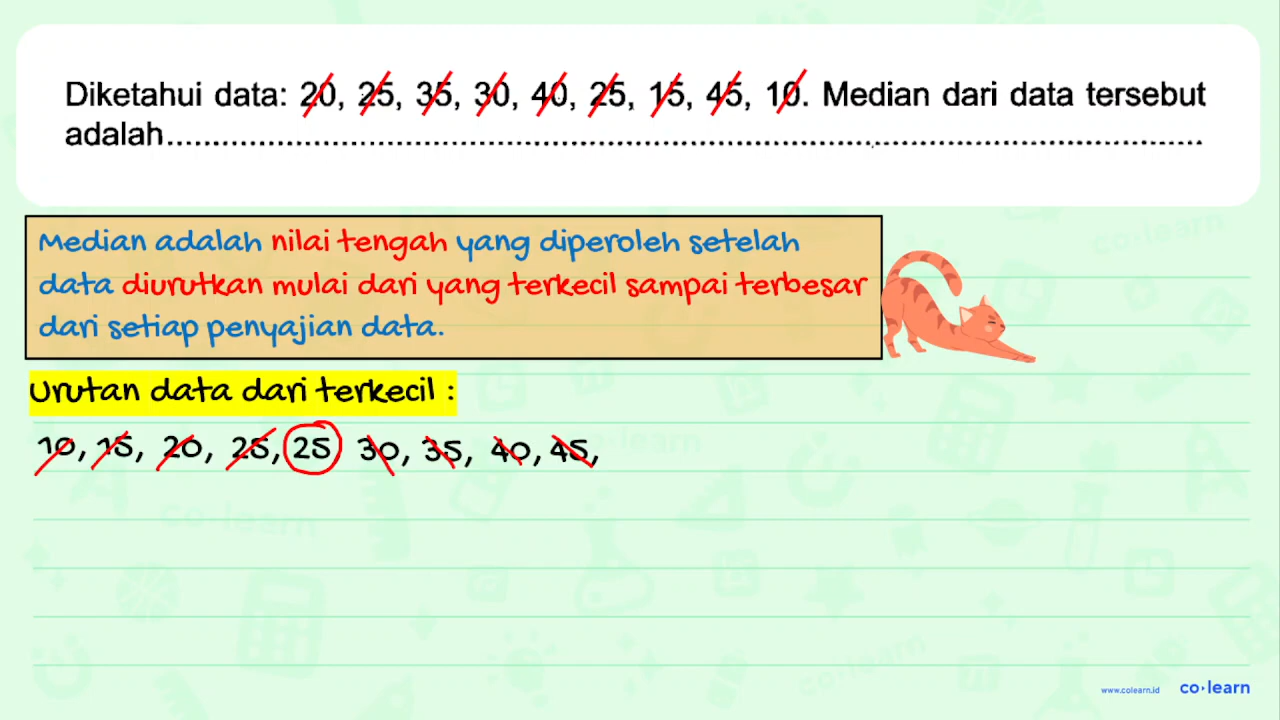 Diketahui data: 20, 25, 35, 30, 40, 25, 15, 45, 10. Median dari data tersebut
adalah................................................................
Median adalah nilai tengah yang diperoleh setelah
data diurutkan mulai dari yang terkecil sampai terbesar
dari setiap penyajian data.
Urutan data dari terkecil :
10, 15, 20, 25, 25 30, 35, 40, 45,
www.colearn.id co·learn